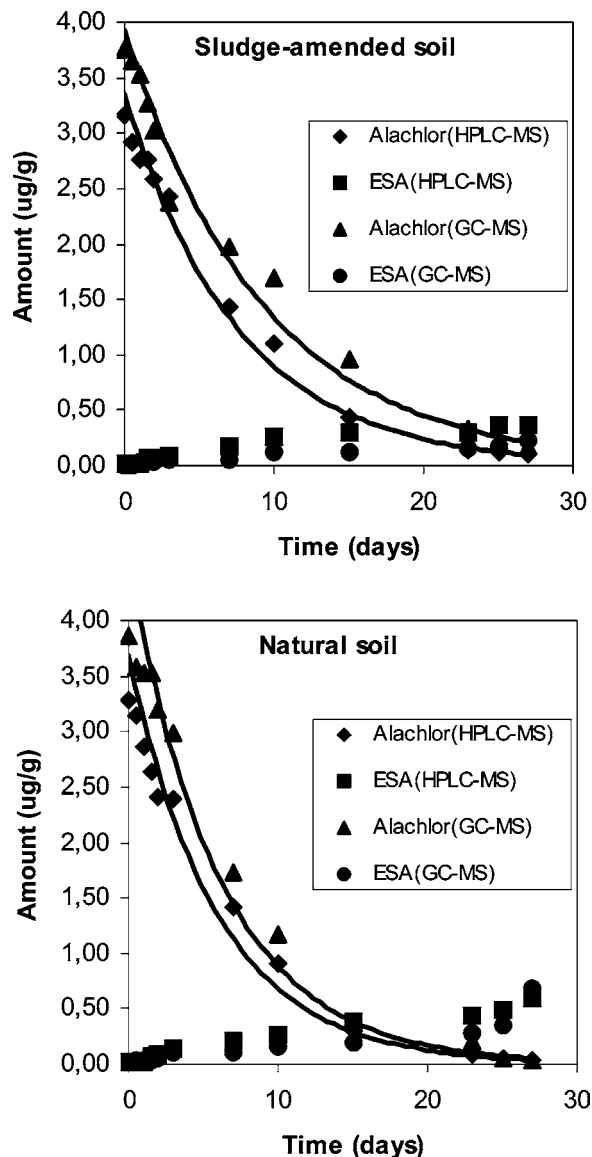 Sludge-amended soil
4,00
3,50
3,00
2,50
2,00
1,50
1,00
0,50
0,00
Amount (ug/g)
Alachlor(HPLC-MS)
ESA(HPLC-MS)
Alachlor(GC-MS)
ESA(GC-MS)
0
10
20
30
Time (days)
Natural soil
4,00
3,50
3,00
2,50
2,00
1,50
1,00
0,50
0,00
Amount (ug/g)
Alachlor(HPLC-MS)
ESA(HPLC-MS)
Alachlor(GC-MS)
ESA(GC-MS)
0
10
20
30
Time (days)